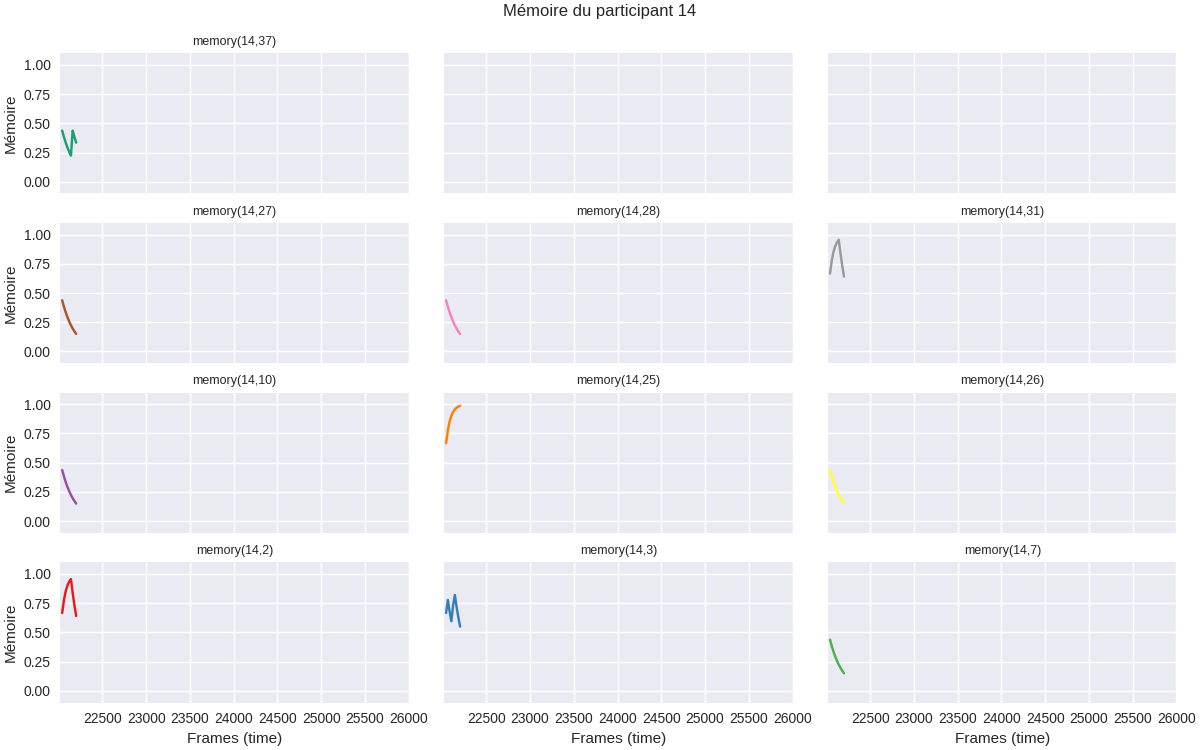 Mémoire du participant 14
memory(14,37)
Mémoire
1.00
0.75
0.50
0.25
0.00
memory(14,27) memory(14,28) memory(14,31)
Mémoire
1.00
0.75
0.50
0.25
0.00
memory(14,10) memory(14,25) memory(14,26)
Mémoire
1.00
0.75
0.50
0.25
0.00
memory(14,2) memory(14,3) memory(14,7)
Mémoire
1.00
0.75
0.50
0.25
0.00
22500 23000 23500 24000 24500 25000 25500 26000 22500 23000 23500 24000 24500 25000 25500 26000 22500 23000 23500 24000 24500 25000 25500 26000
Frames (time) Frames (time) Frames (time)